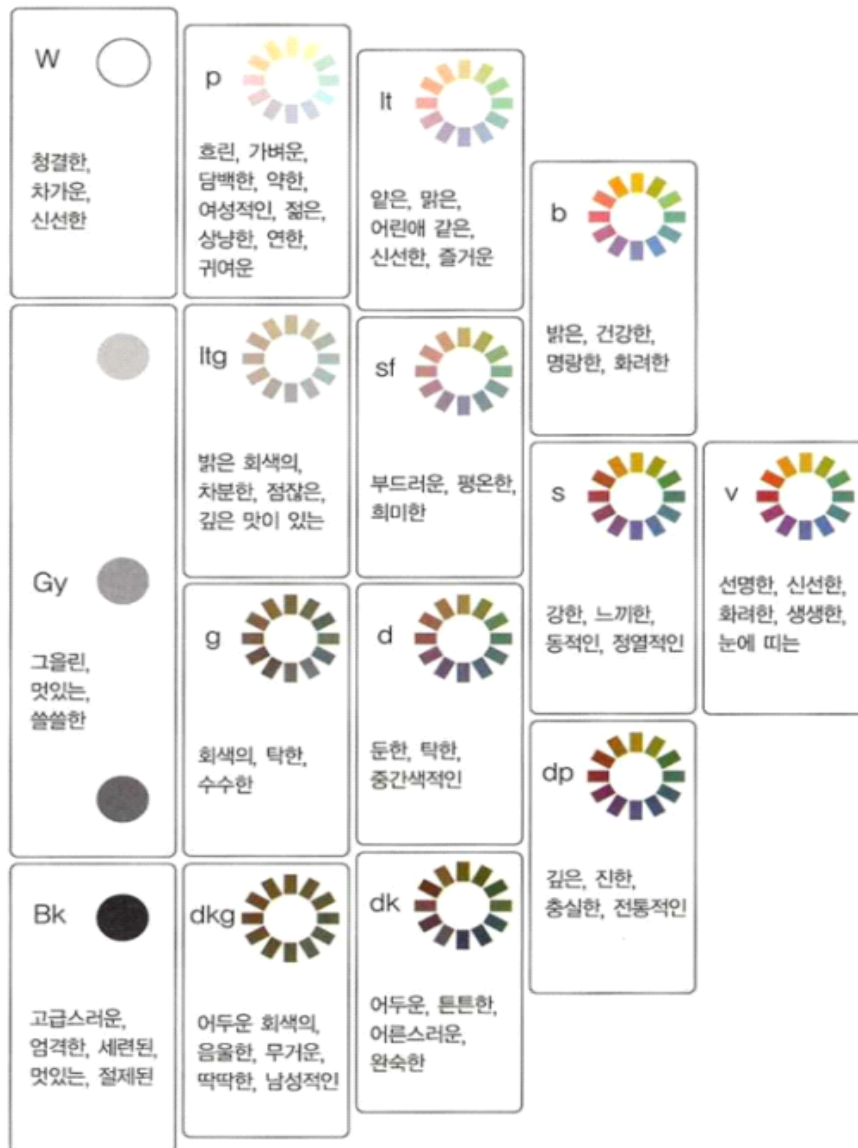 W
청결한,
차가운,
신선한
p
흐린, 가벼운,
담백한, 약한,
여성적인, 젊은,
상냥한, 연한,
귀여운
lt
얕은, 맑은,
어린애 같은,
신선한, 즐거운
b
밝은, 건강한,
명랑한, 화려한
Gy
그을린,
멋있는,
쓸쓸한
ltg
밝은 회색의,
차분한, 점잖은,
깊은 맛이 있는
sf
부드러운, 평온한,
희미한
s
강한, 느끼한,
동적인, 정열적인
v
선명한, 신선한,
화려한, 생생한,
눈에 띠는
g
회색의, 탁한,
수수한
d
둔한, 탁한,
중간색적인
dp
깊은, 진한,
충실한, 전통적인
Bk
고급스러운,
엄격한, 세련된,
멋있는, 절제된
dkg
어두운 회색의,
음울한, 무거운,
딱딱한, 남성적인
dk
어두운, 튼튼한,
어른스러운,
완숙한